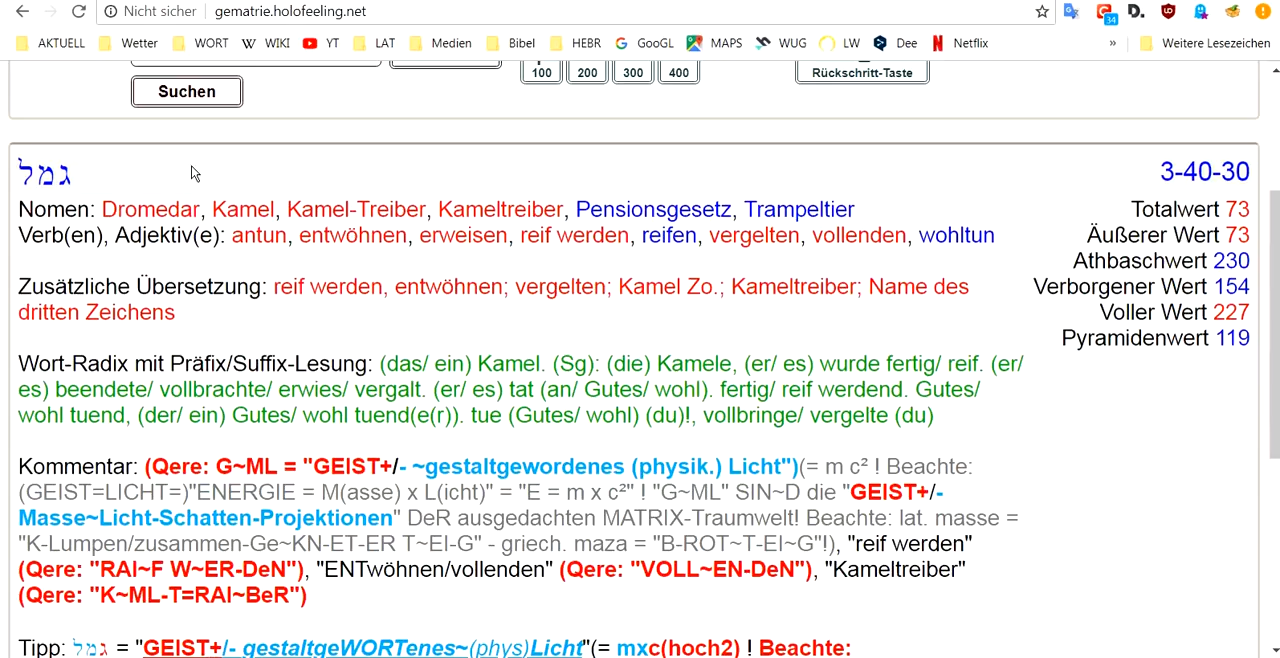 Nicht sicher gematrie.holofeeling.net
34 D.
AKTUELL Wetter WORT WIKI YT LAT Medien Bibel HEBR GooGL MAPS WUG LW Dee Netflix » Weitere Lesezeichen
100 200 300 400 Rückschritt-Taste
Suchen
גמל 3-40-30
Nomen: Dromedar, Kamel, Kamel-Treiber, Kameltreiber, Pensionsgesetz, Trampeltier Totalwert 73
Verb(en), Adjektiv(e): antun, entwöhnen, erweisen, reif werden, reifen, vergelten, vollenden, wohltun Äußerer Wert 73
Athbaschwert 230
Zusätzliche Übersetzung: reif werden, entwöhnen; vergelten; Kamel Zo.; Kameltreiber; Name des Verborgener Wert 154
dritten Zeichens Voller Wert 227
Pyramidenwert 119
Wort-Radix mit Präfix/Suffix-Lesung: (das/ ein) Kamel. (Sg): (die) Kamele, (er/ es) wurde fertig/ reif. (er/
es) beendete/ vollbrachte/ erwies/ vergalt. (er/ es) tat (an/ Gutes/ wohl). fertig/ reif werdend. Gutes/
wohl tuend, (der/ ein) Gutes/ wohl tuend(e(r)). tue (Gutes/ wohl) (du)!, vollbringe/ vergelte (du)
Kommentar: (Qere: G~ML = "GEIST+/- ~gestaltgewordenes (physik.) Licht")(= m c² ! Beachte:
(GEIST=LICHT=)"ENERGIE = M(asse) x L(icht)" = "E = m x c²" ! "G~ML" SIN~D die "GEIST+/-
Masse~Licht-Schatten-Projektionen" DeR ausgedachten MATRIX-Traumwelt! Beachte: lat. masse =
"K-Lumpen/zusammen-Ge~KN-ET-ER T~EI-G" - griech. maza = "B-ROT~T-EI~G"!), "reif werden"
(Qere: "RAI~F W~ER-DeN"), "ENTwöhnen/vollenden" (Qere: "VOLL~EN-DeN"), "Kameltreiber"
(Qere: "K~ML-T=RAI~BeR")
Tipp: גמל = "GEIST+/- gestaltgeWORTenes~(phys)Licht"(= mxc(hoch2) ! Beachte: